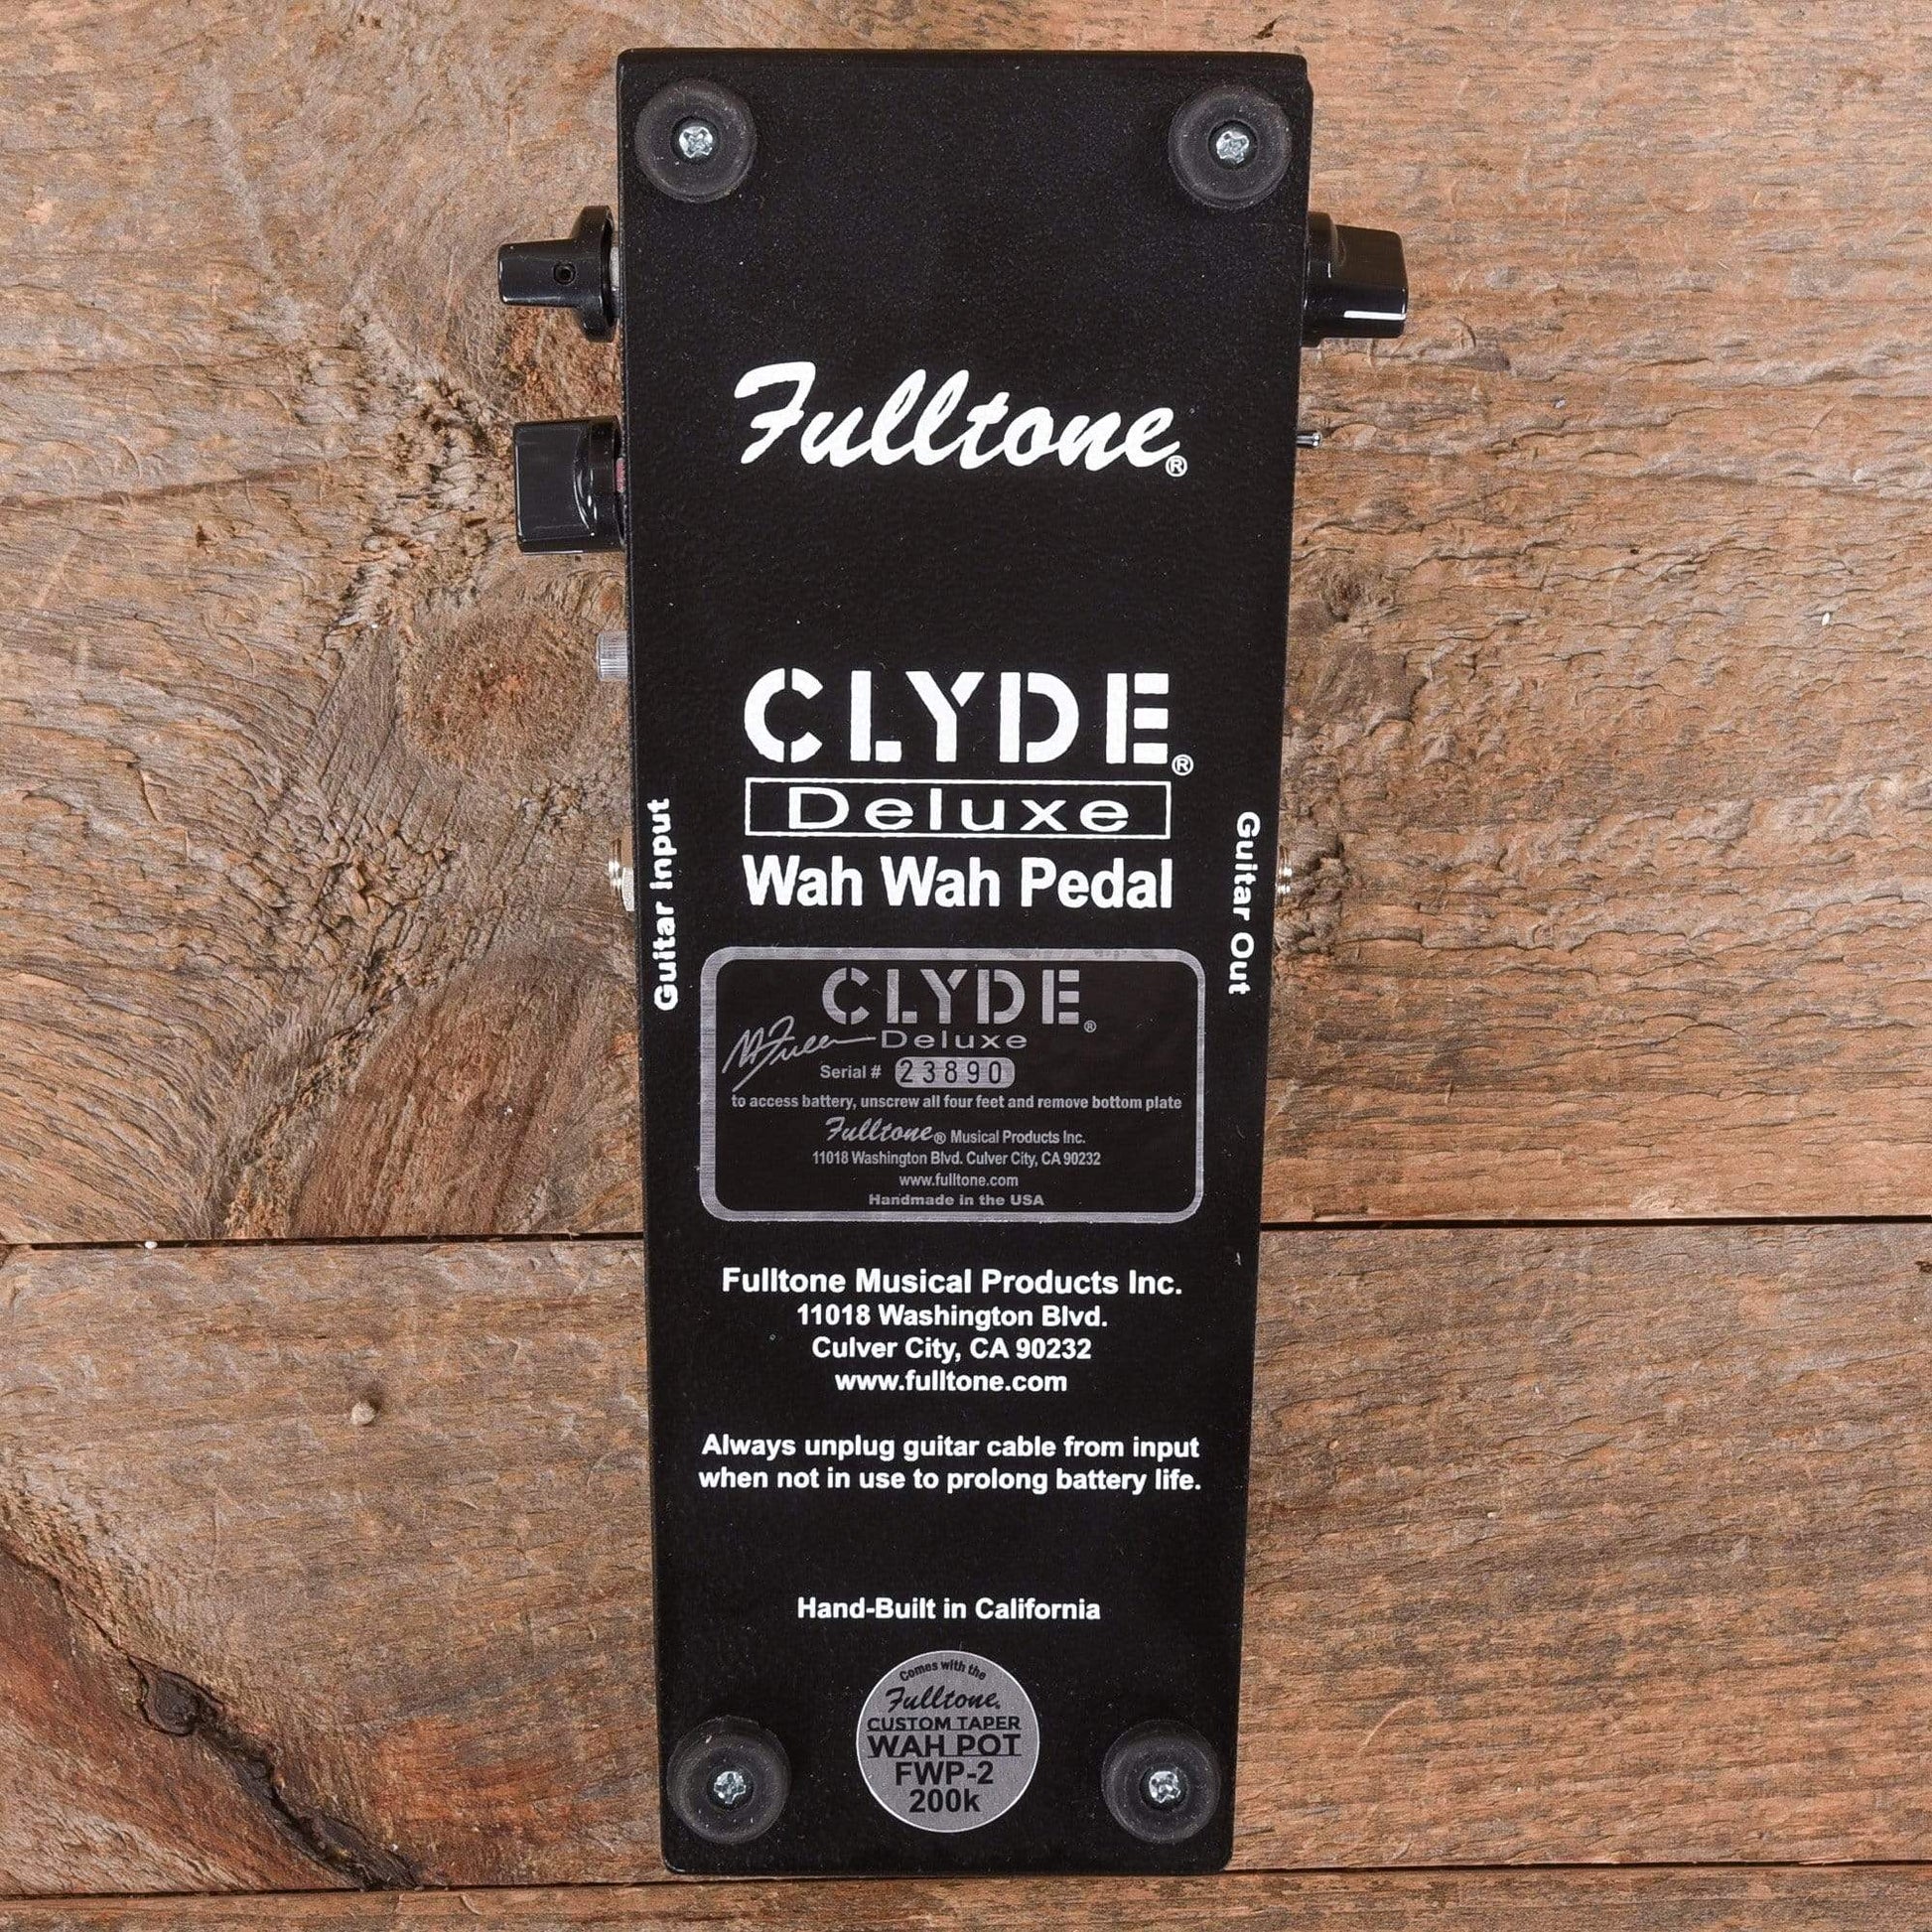 Fulltone®
CLYDE®
Deluxe
Wah Wah Pedal
Guitar Input
Guitar Out
CLYDE®
Deluxe
Serial # 23890
to access battery, unscrew all four feet and remove bottom plate
Fulltone® Musical Products Inc.
11018 Washington Blvd. Culver City, CA 90232
www.fulltone.com
Handmade in the USA
Fulltone Musical Products Inc.
11018 Washington Blvd.
Culver City, CA 90232
www.fulltone.com
Always unplug guitar cable from input
when not in use to prolong battery life.
Hand-Built in California
Comes with the
Fulltone®
CUSTOM TAPER
WAH POT
FWP-2
200k